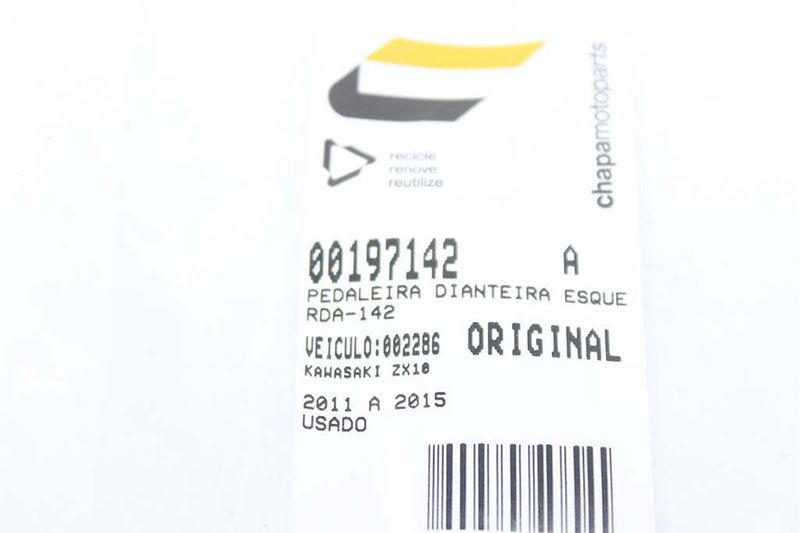 chapamotoparts
recicle
renove
reutilize
00197142 A
PEDALEIRA DIANTEIRA ESQUE
RDA-142
VEICULO:002286 ORIGINAL
KAWASAKI ZX10
2011 A 2015
USADO